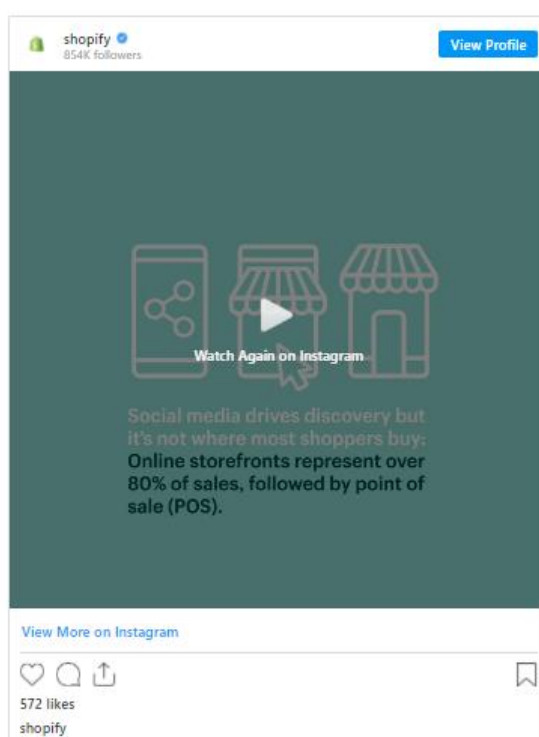 shopify
854K followers
View Profile
Watch Again on Instagram
Social media drives discovery but
it's not where most shoppers buy:
Online storefronts represent over
80% of sales, followed by point of
sale (POS).
View More on Instagram
572 likes
shopify